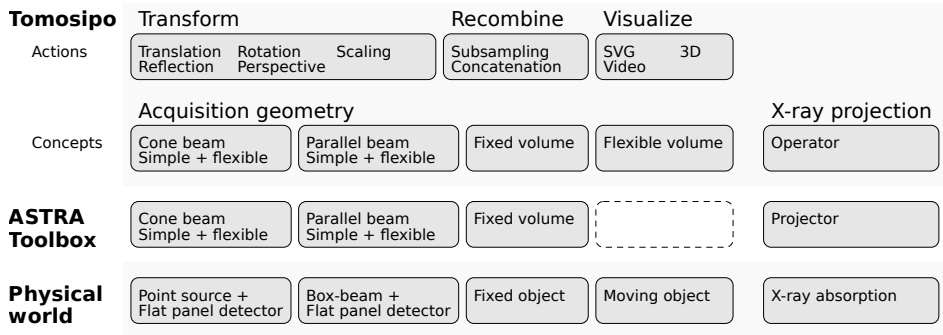 Tomosipo Transform Recombine Visualize
Actions
Translation Rotation Scaling
Reflection Perspective
Subsampling
Concatenation
SVG 3D
Video
Acquisition geometry X-ray projection
Concepts
Cone beam
Simple + flexible
Parallel beam
Simple + flexible
Fixed volume
Flexible volume
Operator
ASTRA
Toolbox
Cone beam
Simple + flexible
Parallel beam
Simple + flexible
Fixed volume
Projector
Physical
world
Point source +
Flat panel detector
Box-beam +
Flat panel detector
Fixed object
Moving object
X-ray absorption